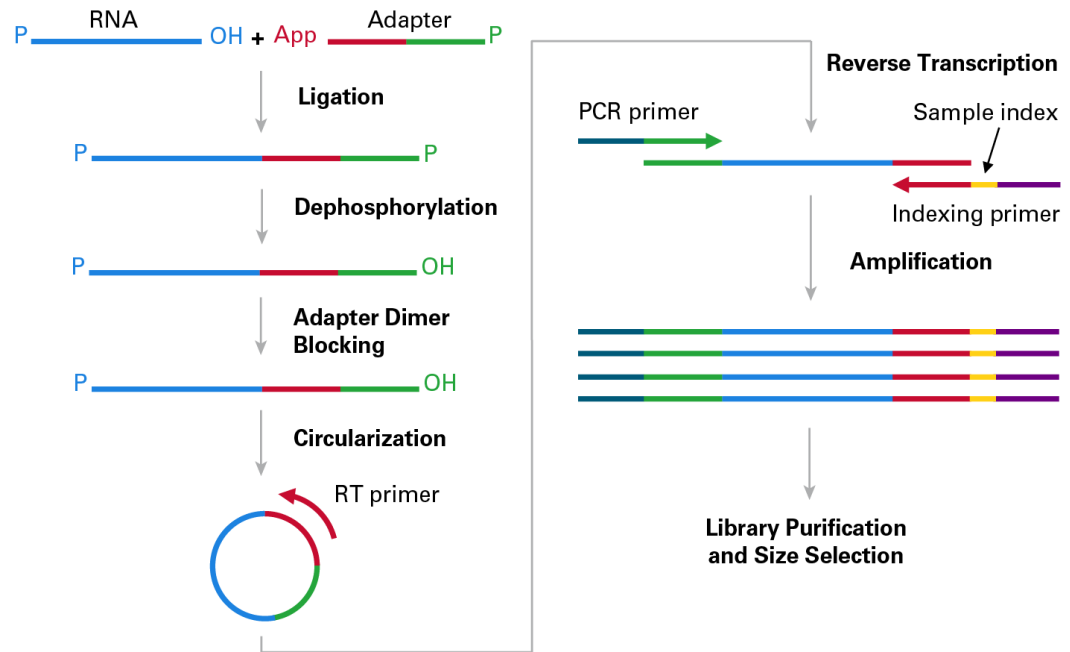 RNA
Adapter
P
OH + App
P
Ligation
P
P
Dephosphorylation
P
OH
Adapter Dimer
Blocking
P
OH
Circularization
RT primer
Reverse Transcription
PCR primer
Sample index
Indexing primer
Amplification
Library Purification
and Size Selection